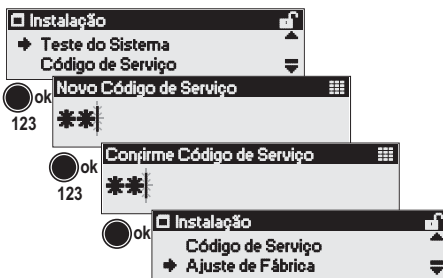 Instalação
Teste do Sistema
Código de Serviço
ok
123
Novo Código de Serviço
**
ok
123
Confirme Código de Serviço
**
ok
Instalação
Código de Serviço
Ajuste de Fábrica